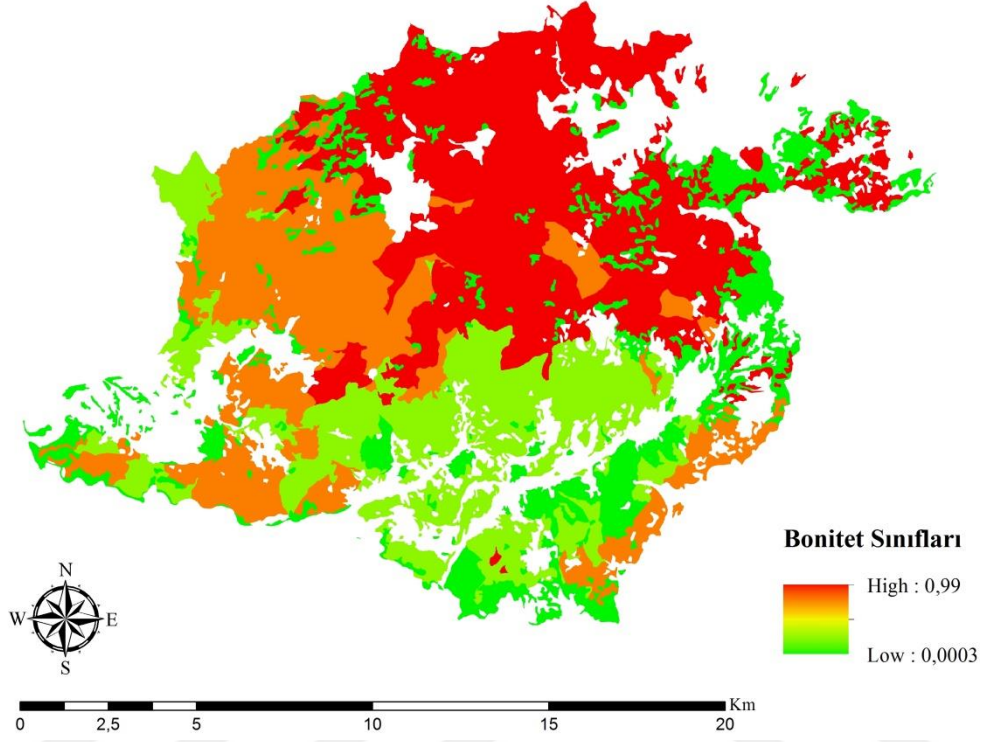 Bonitet Sınıfları
High : 0,99
Low : 0,0003
N
W E
S
Km
0 2,5 5 10 15 20